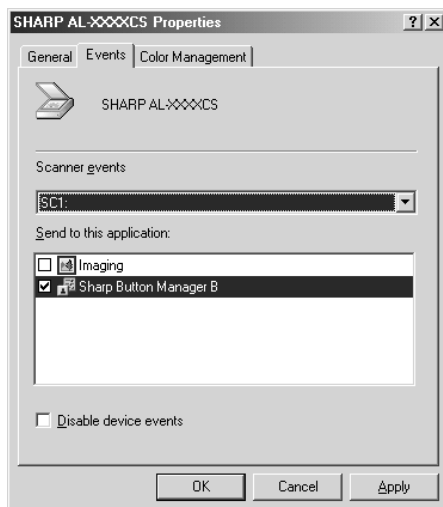 SHARP AL-XXXXCS Properties
General Events Color Management
SHARP AL-XXXXCS
Scanner events
SC1:
Send to this application:
Imaging
Sharp Button Manager B
Disable device events
OK Cancel Apply